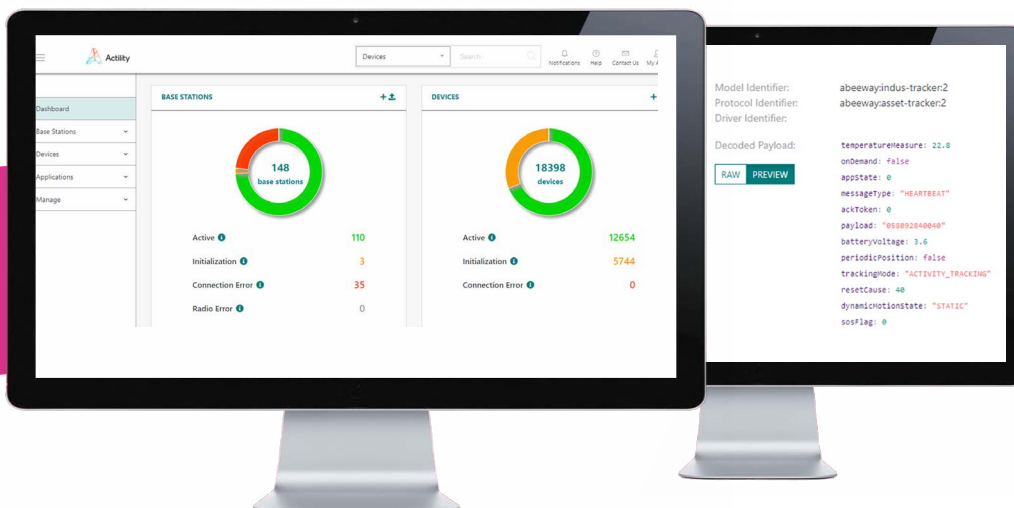 Actility
Devices
Search
Notifications
Help
Contact Us
Dashboard
Base Stations
Devices
Applications
Manage
BASE STATIONS
148
base stations
Active 110
Initialization 3
Connection Error 35
Radio Error 0
DEVICES
18398
devices
Active 12654
Initialization 5744
Connection Error 0
Model Identifier: abeeway:indus-tracker:2
Protocol Identifier: abeeway:asset-tracker:2
Driver Identifier:
Decoded Payload:
RAW PREVIEW
temperatureMeasure: 22.8
onDemand: false
appState: 0
messageType: "HEARTBEAT"
ackToken: 0
payload: "058092840040"
batteryVoltage: 3.6
periodicPosition: false
trackingMode: "ACTIVITY_TRACKING"
resetCause: 40
dynamicMotionState: "STATIC"
sosFlag: 0